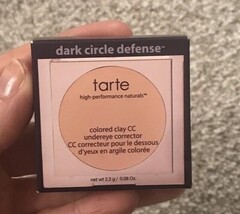 dark circle defense™
tarte
high-performance naturals™
colored clay CC
undereye corrector
CC correcteur pour le dessous
d'yeux en argile colorée
net wt 2.3 g / 0.08 Oz.